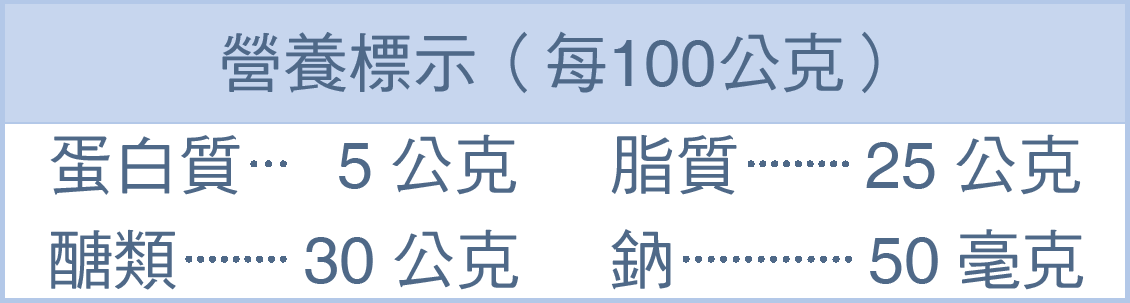 營養標示（每100公克）
蛋白質… 5 公克 脂質……… 25 公克
醣類……… 30 公克 鈉…………… 50 毫克